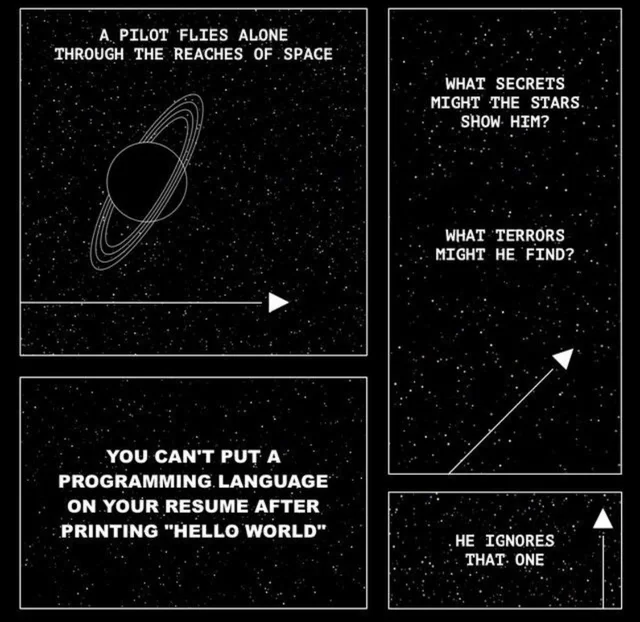 A PILOT FLIES ALONE
THROUGH THE REACHES OF SPACE
WHAT SECRETS
MIGHT THE STARS
SHOW HIM?
WHAT TERRORS
MIGHT HE FIND?
YOU CAN'T PUT A
PROGRAMMING LANGUAGE
ON YOUR RESUME AFTER
PRINTING "HELLO WORLD"
HE IGNORES
THAT ONE